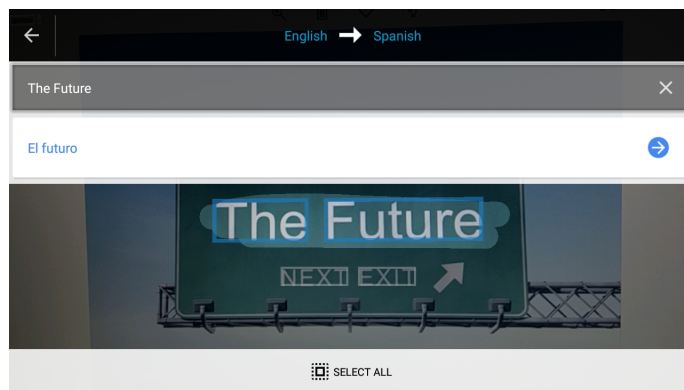 English → Spanish
The Future
El futuro
The Future
NEXT EXIT
SELECT ALL